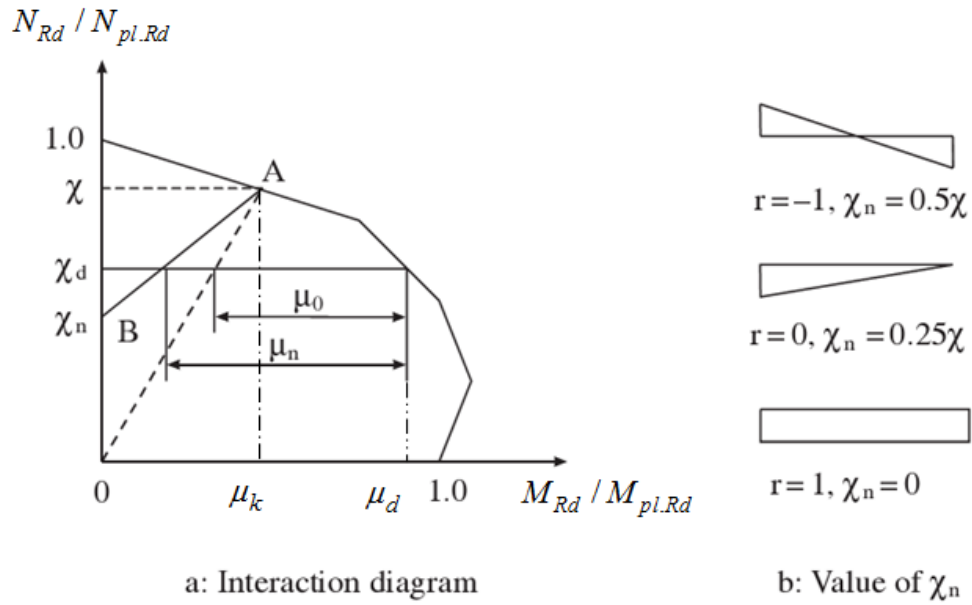 N_Rd / N_pl.Rd
1.0
A
χ
χ_d
μ_0
χ_n
B
μ_n
0
μ_k
μ_d
1.0
M_Rd / M_pl.Rd
a: Interaction diagram
r=−1, χ_n=0.5χ
r=0, χ_n=0.25χ
r=1, χ_n=0
b: Value of χ_n